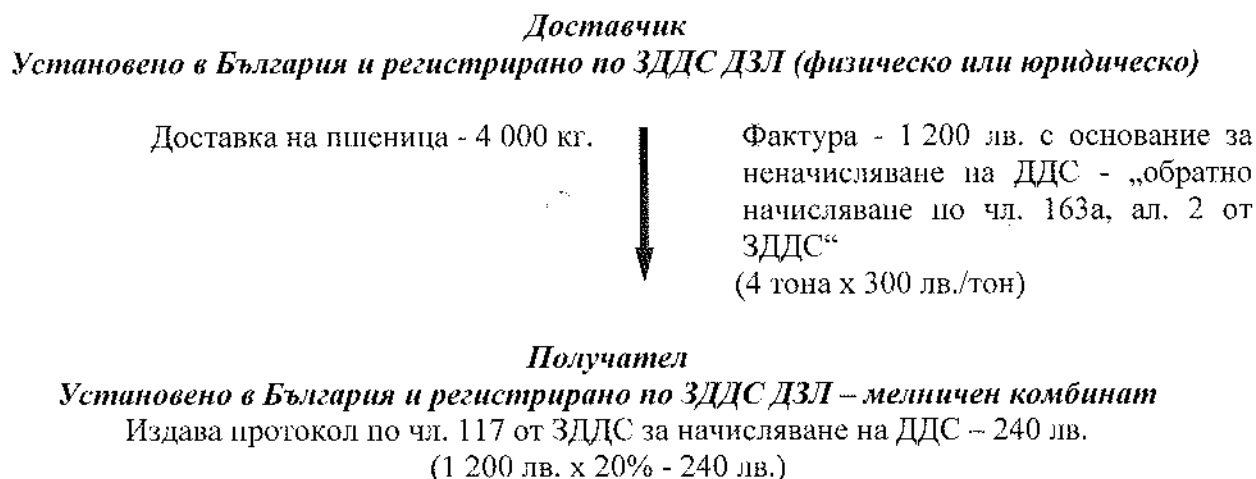 Доставчик
Установено в България и регистрирано по ЗДДС ДЗЛ (физическо или юридическо)
Доставка на пшеница - 4 000 кг.
Фактура - 1 200 лв. с основание за
неначисляване на ДДС - „обратно
начисляване по чл. 163а, ал. 2 от
ЗДДС“
(4 тона х 300 лв./тон)
Получател
Установено в България и регистрирано по ЗДДС ДЗЛ – мелничен комбинат
Издава протокол по чл. 117 от ЗДДС за начисляване на ДДС – 240 лв.
(1 200 лв. х 20% - 240 лв.)